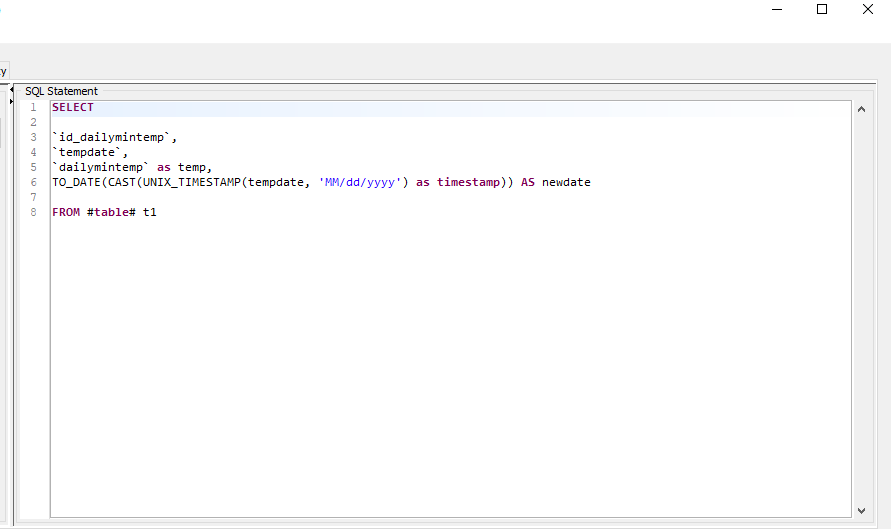 y
SQL Statement
1 SELECT
2
3 `id_dailymintemp`,
4 `tempdate`,
5 `dailymintemp` as temp,
6 TO_DATE(CAST(UNIX_TIMESTAMP(tempdate, 'MM/dd/yyyy') as timestamp)) AS newdate
7
8 FROM #table# t1